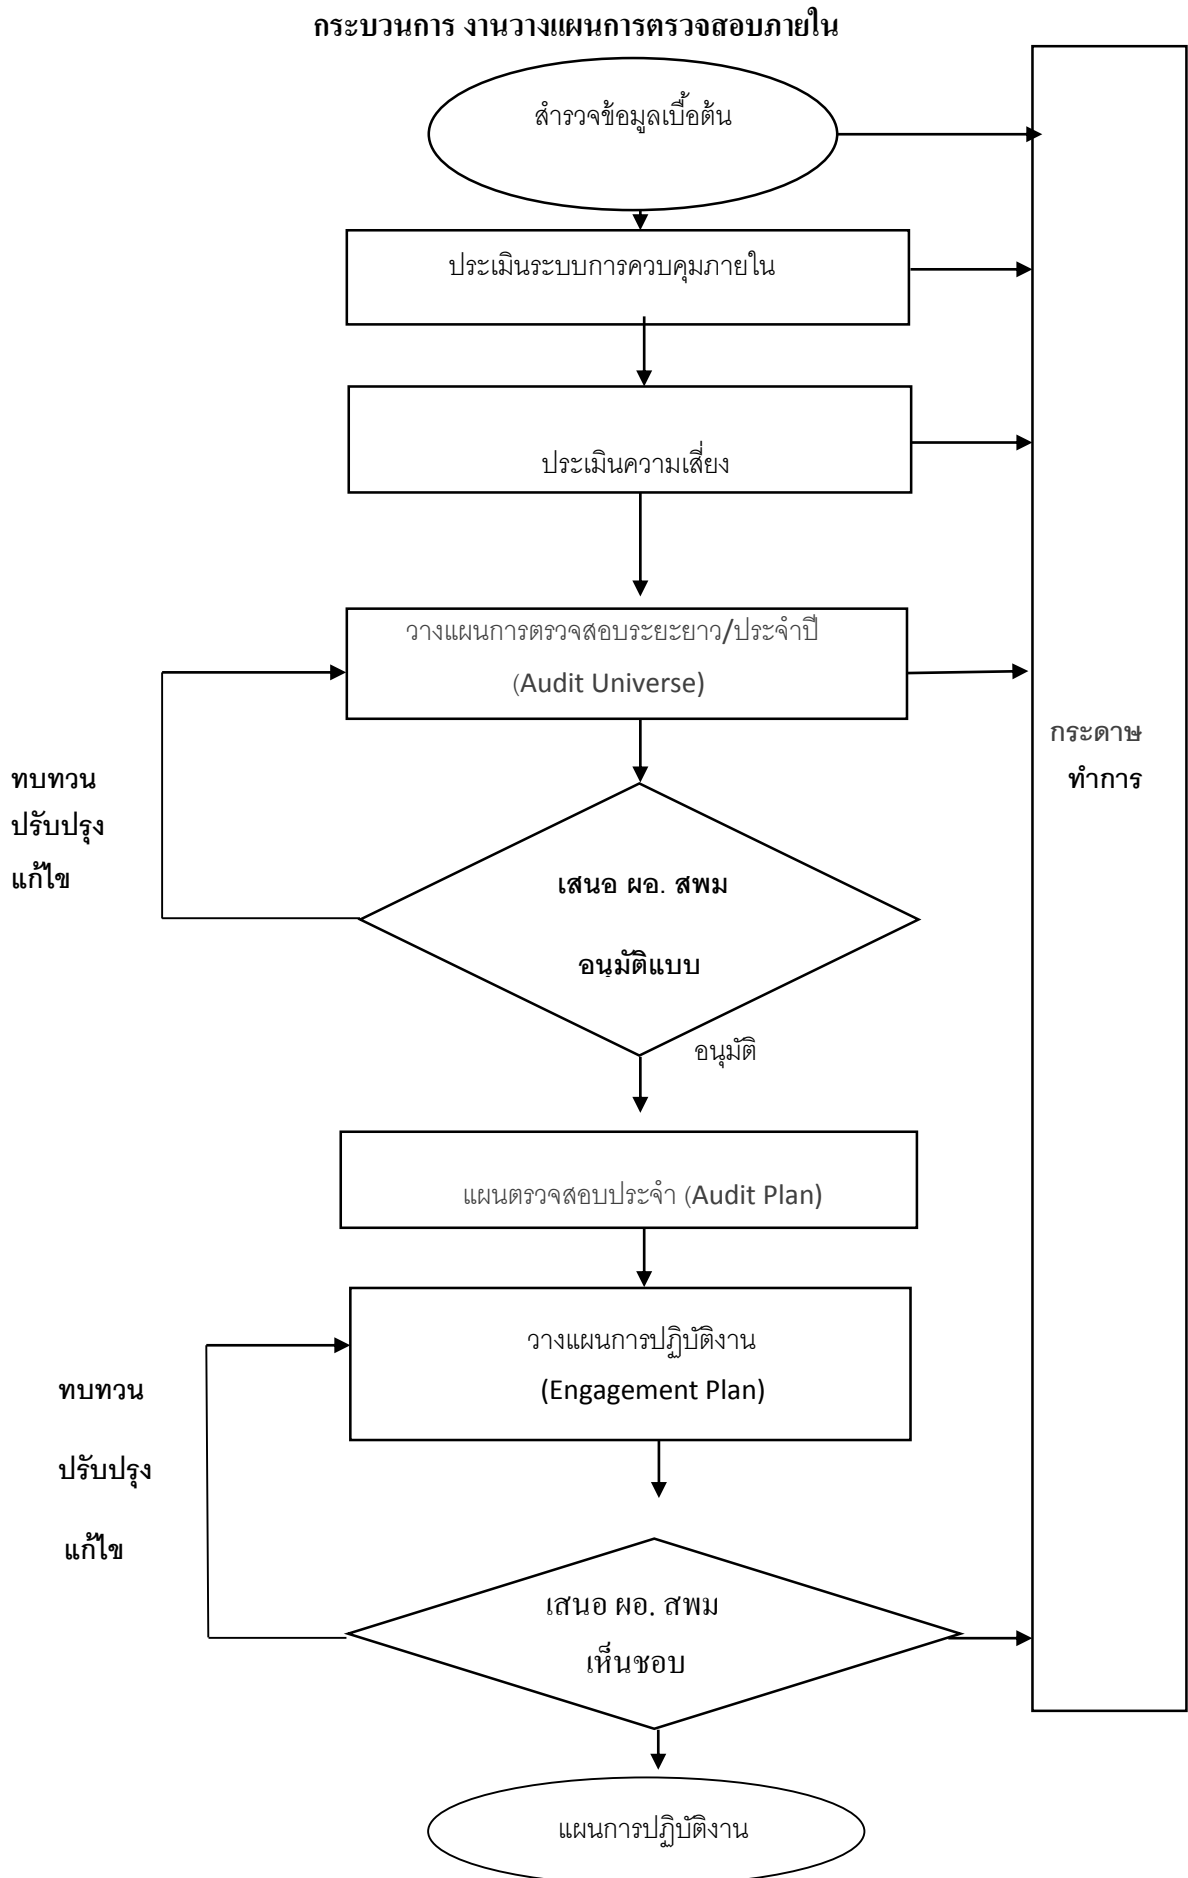 กระบวนการ งานวางแผนการตรวจสอบภายใน
สำรวจข้อมูลเบื้อต้น
ประเมินระบบการควบคุมภายใน
ประเมินความเสี่ยง
วางแผนการตรวจสอบระยะยาว/ประจำปี
(Audit Universe)
กระดาษ
ทำการ
ทบทวน
ปรับปรุง
แก้ไข
เสนอ ผอ. สพม
อนุมัติแบบ
อนุมัติ
แผนตรวจสอบประจำ (Audit Plan)
วางแผนการปฏิบัติงาน
(Engagement Plan)
ทบทวน
ปรับปรุง
แก้ไข
เสนอ ผอ. สพม
เห็นชอบ
แผนการปฏิบัติงาน